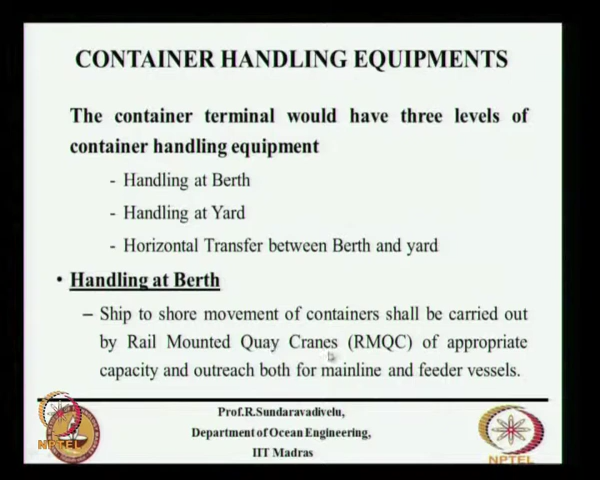 CONTAINER HANDLING EQUIPMENTS
The container terminal would have three levels of
container handling equipment
- Handling at Berth
- Handling at Yard
- Horizontal Transfer between Berth and yard
• Handling at Berth
– Ship to shore movement of containers shall be carried out
by Rail Mounted Quay Cranes (RMQC) of appropriate
capacity and outreach both for mainline and feeder vessels.
Prof.R.Sundaravadivelu,
Department of Ocean Engineering,
IIT Madras
NPTEL
NPTEL